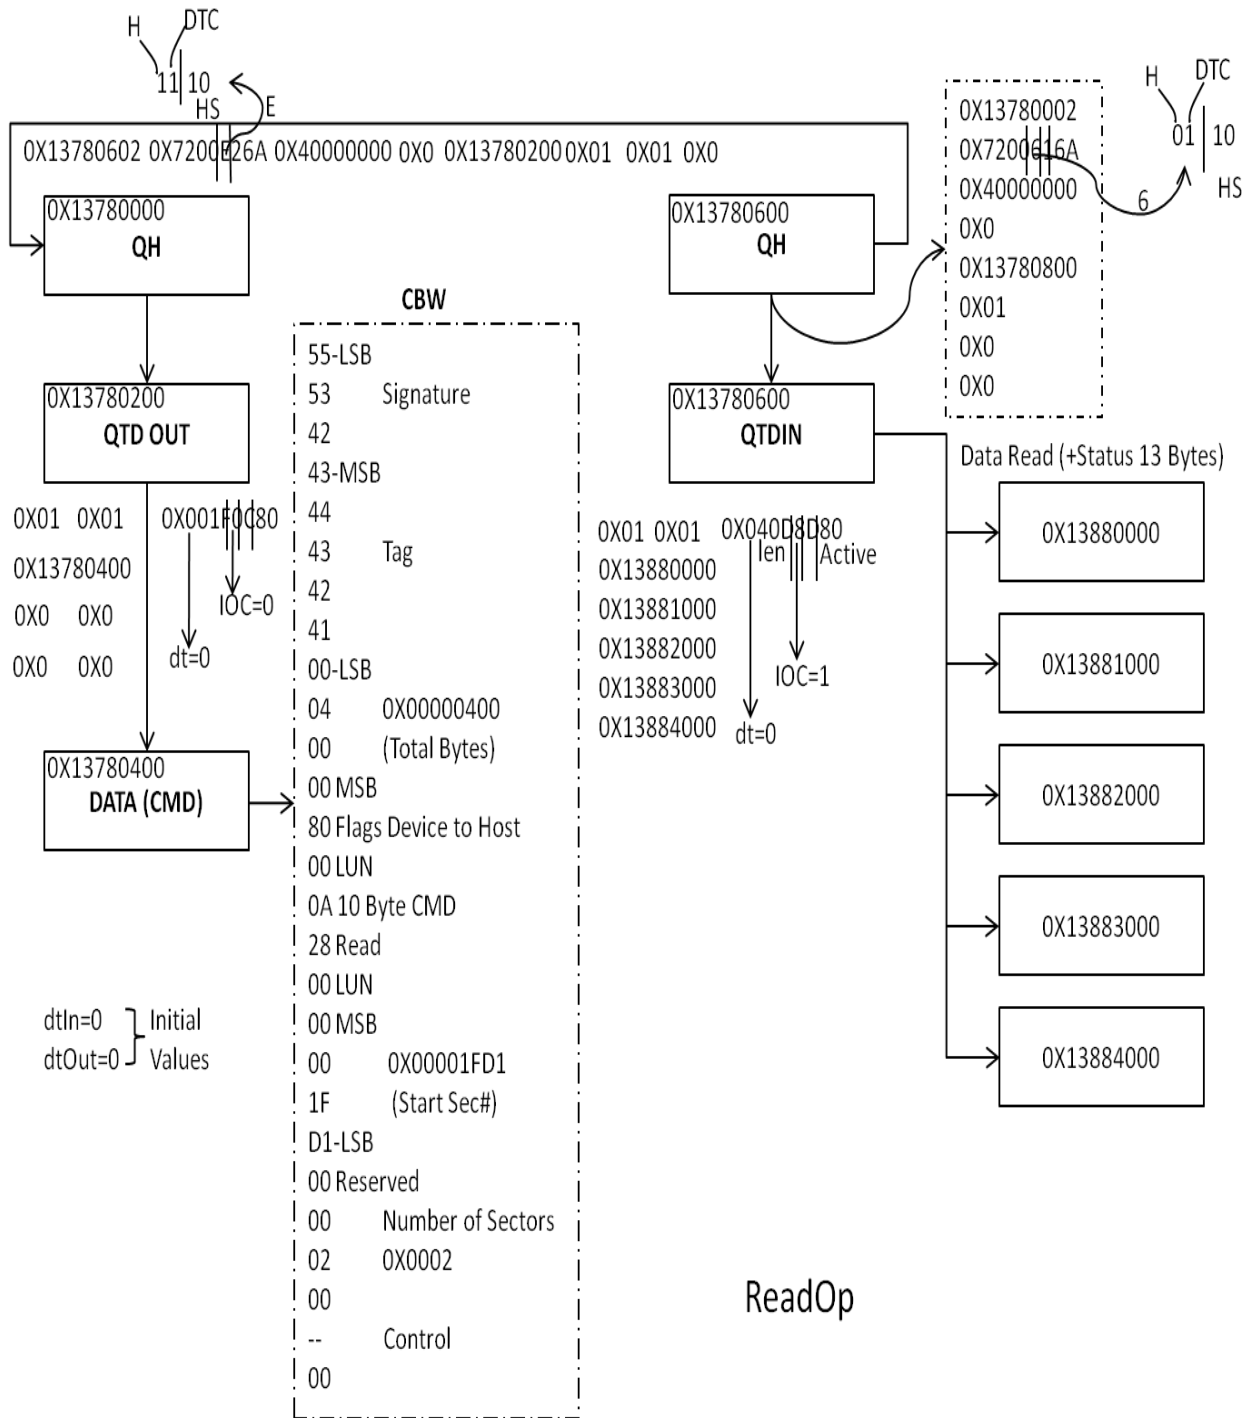 H DTC
11 10
HS E
0X13780602 0X7200E26A 0X40000000 0X0 0X13780200 0X01 0X01 0X0
0X13780000
QH
0X13780200
QTD OUT
0X01 0X01 0X001F0C80
0X13780400
0X0 0X0
0X0 0X0
IOC=0
dt=0
0X13780400
DATA (CMD)
dtIn=0
dtOut=0
Initial
Values
CBW
55-LSB
53 Signature
42
43-MSB
44
43 Tag
42
41
00-LSB
04 0X00000400
00 (Total Bytes)
00 MSB
80 Flags Device to Host
00 LUN
0A 10 Byte CMD
28 Read
00 LUN
00 MSB
00 0X00001FD1
1F (Start Sec#)
D1-LSB
00 Reserved
00 Number of Sectors
02 0X0002
00
-- Control
00
0X13780600
QH
0X13780600
QTDIN
0X01 0X01 0X040D8D80
len Active
0X13880000
0X13881000
0X13882000
0X13883000
0X13884000
IOC=1
dt=0
0X13780002
0X7200616A
0X40000000
0X0
0X13780800
0X01
0X0
0X0
6
H DTC
01 10
HS
Data Read (+Status 13 Bytes)
0X13880000
0X13881000
0X13882000
0X13883000
0X13884000
ReadOp